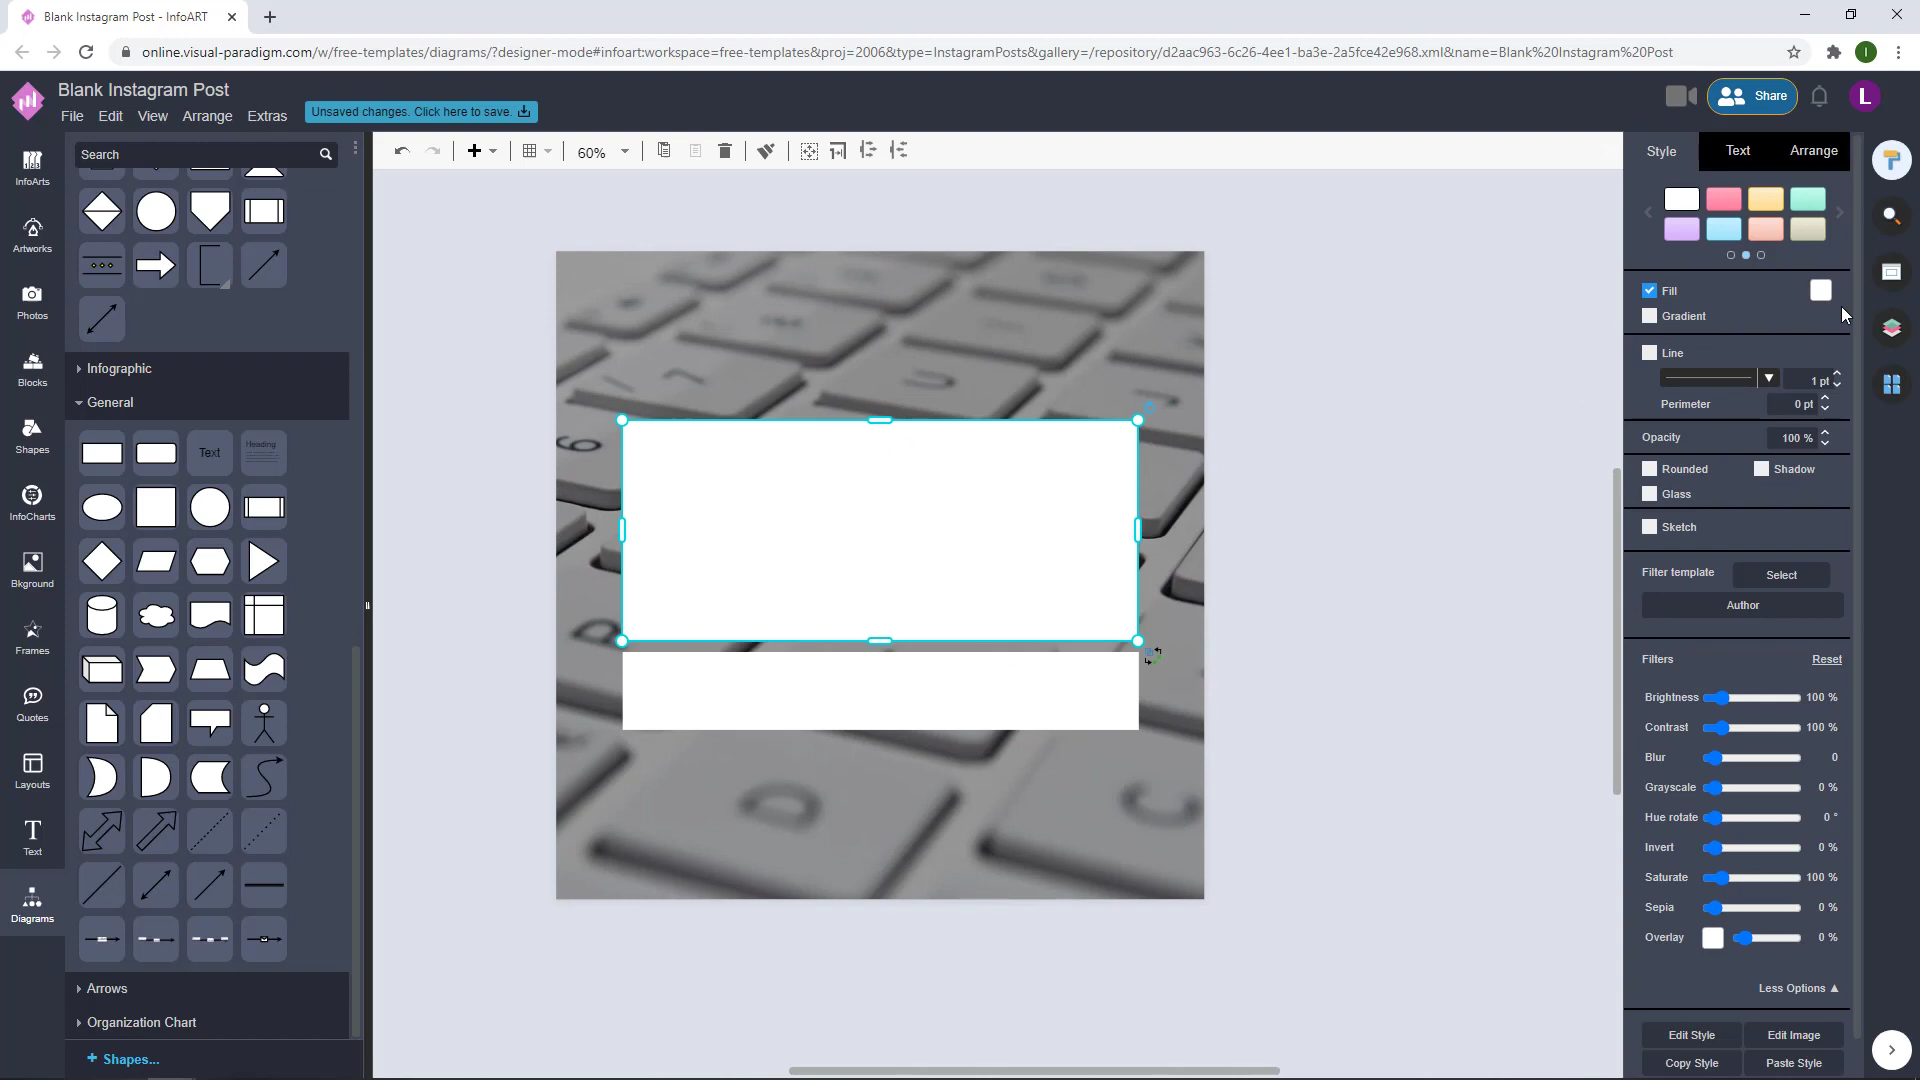 Blank Instagram Post - InfoART
online.visual-paradigm.com/w/free-templates/diagrams/?designer-mode#infoart:workspace=free-templates&proj=2006&type=InstagramPosts&gallery=/repository/d2aac963-6c26-4ee1-ba3e-2a5fce42e968.xml&name=Blank%20Instagram%20Post
I
Blank Instagram Post
File Edit View Arrange Extras
Unsaved changes. Click here to save.
Share
L
Search
60%
Style Text Arrange
InfoArts
Artworks
Photos
Blocks
Shapes
InfoCharts
Bkground
Frames
Quotes
Layouts
Text
Diagrams
Infographic
General
Text
Heading
Arrows
Organization Chart
+ Shapes...
6
7
U
D
C
Fill
Gradient
Line
1 pt
Perimeter 0 pt
Opacity 100 %
Rounded Shadow
Glass
Sketch
Filter template Select
Author
Filters Reset
Brightness 100 %
Contrast 100 %
Blur 0
Grayscale 0 %
Hue rotate 0 °
Invert 0 %
Saturate 100 %
Sepia 0 %
Overlay 0 %
Less Options
Edit Style Edit Image
Copy Style Paste Style